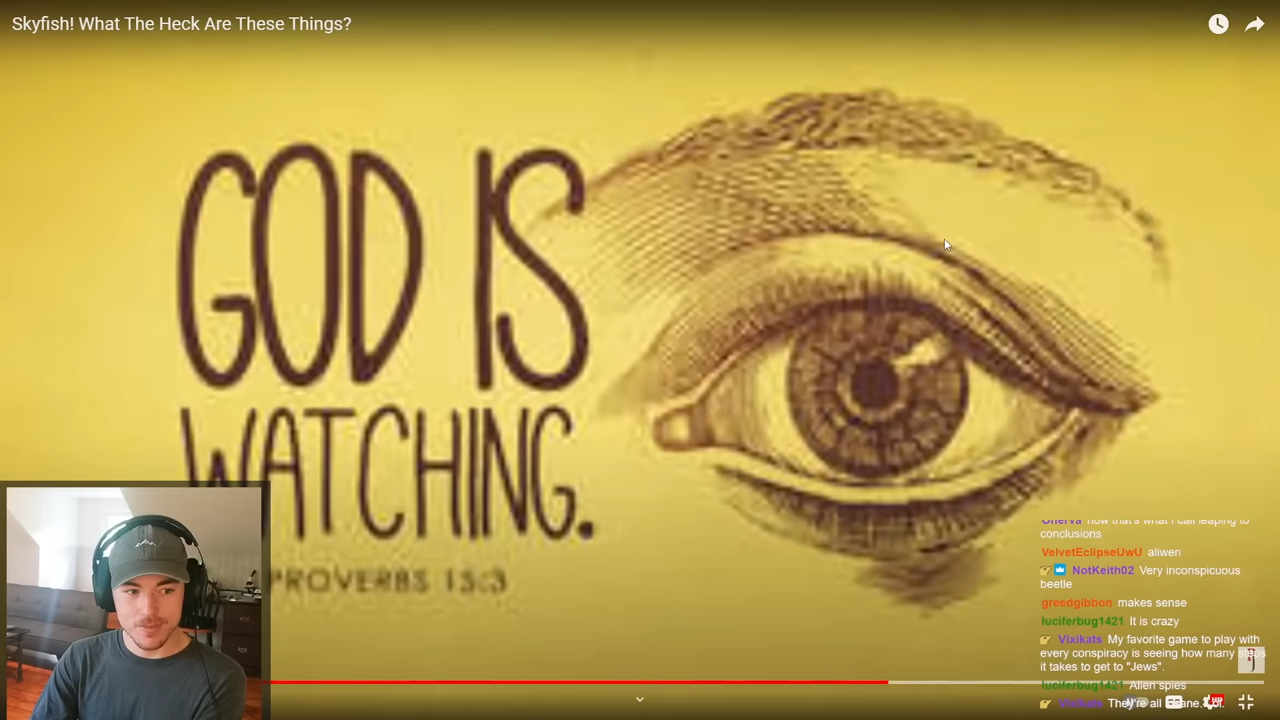 Skyfish! What The Heck Are These Things?
GOD IS
WATCHING.
PROVERBS 15:3
now that's what I call leaping to
conclusions
VelvetEclipseUwU aliwen
NotKeith02 Very inconspicuous
beetle
greedgibbon makes sense
luciferbug1421 It is crazy
Vixikats My favorite game to play with
every conspiracy is seeing how many steps
it takes to get to "Jews".
luciferbug1421 Alien spies
Vixikats They're all